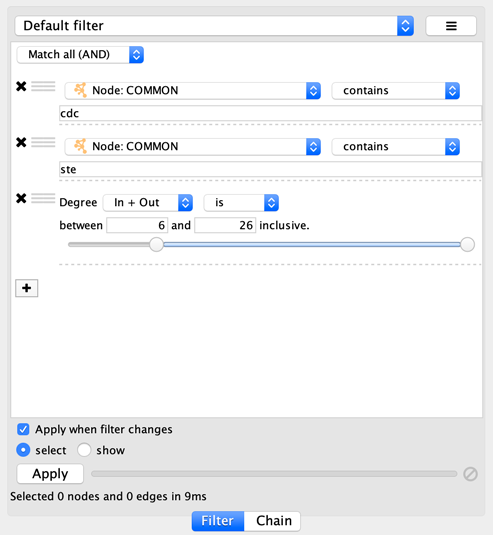 Default filter
Match all (AND)
Node: COMMON contains
cdc
Node: COMMON contains
ste
Degree In + Out is
between 6 and 26 inclusive.
Apply when filter changes
select show
Apply
Selected 0 nodes and 0 edges in 9ms
Filter Chain